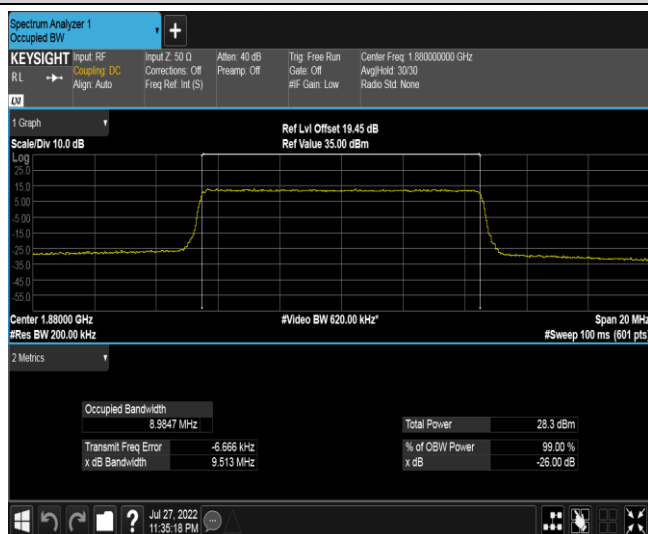 Spectrum Analyzer 1
Occupied BW
+
KEYSIGHT
R L
LXI
Input: RF
Coupling: DC
Align: Auto
Input Z: 50 Ω
Corrections: Off
Freq Ref: Int (S)
Atten: 40 dB
Preamp: Off
Trig: Free Run
Gate: Off
#IF Gain: Low
Center Freq: 1.880000000 GHz
Avg|Hold: 30/30
Radio Std: None
1 Graph
Scale/Div 10.0 dB
Ref Lvl Offset 19.45 dB
Ref Value 35.00 dBm
Log
25.0
15.0
5.00
-5.00
-15.0
-25.0
-35.0
-45.0
-55.0
Center 1.88000 GHz
#Video BW 620.00 kHz*
Span 20 MHz
#Res BW 200.00 kHz
#Sweep 100 ms (601 pts)
2 Metrics
Occupied Bandwidth
8.9847 MHz
Total Power 28.3 dBm
Transmit Freq Error -6.666 kHz
% of OBW Power 99.00 %
x dB Bandwidth 9.513 MHz
x dB -26.00 dB
?
Jul 27, 2022
11:35:18 PM